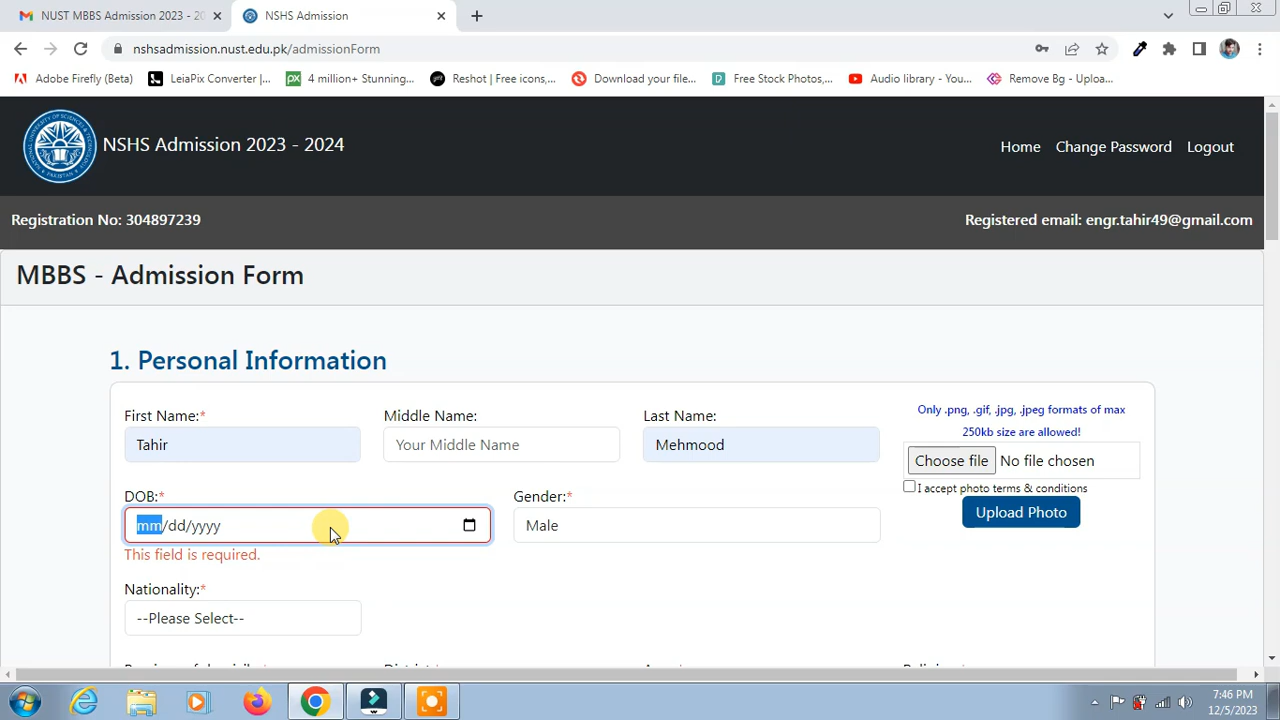 NUST MBBS Admission 2023 - 20
NSHS Admission
nshsadmission.nust.edu.pk/admissionForm
Adobe Firefly (Beta)
LeiaPix Converter |...
4 million+ Stunning...
Reshot | Free icons,...
Download your file...
Free Stock Photos,...
Audio library - You...
Remove Bg - Uploa...
NSHS Admission 2023 - 2024
Home
Change Password
Logout
Registration No: 304897239
Registered email: engr.tahir49@gmail.com
MBBS - Admission Form
1. Personal Information
First Name:*
Middle Name:
Last Name:
Only .png, .gif, .jpg, .jpeg formats of max
250kb size are allowed!
Tahir
Your Middle Name
Mehmood
Choose file No file chosen
I accept photo terms & conditions
Upload Photo
DOB:*
Gender:*
mm/dd/yyyy
Male
This field is required.
Nationality:*
--Please Select--
7:46 PM
12/5/2023